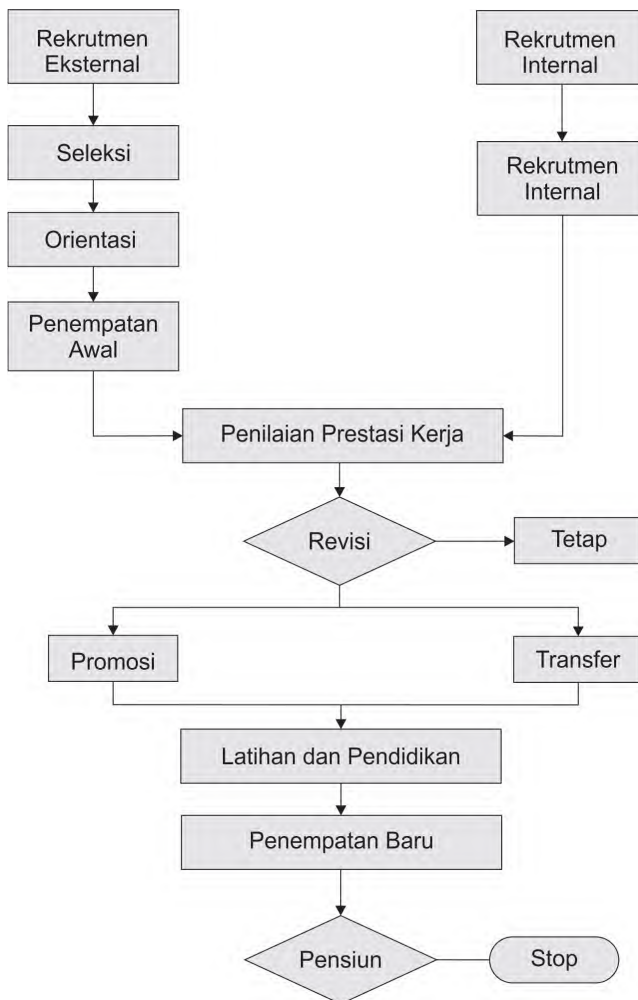 Rekrutmen
Eksternal
Rekrutmen
Internal
Seleksi
Rekrutmen
Internal
Orientasi
Penempatan
Awal
Penilaian Prestasi Kerja
Revisi
Tetap
Promosi
Transfer
Latihan dan Pendidikan
Penempatan Baru
Pensiun
Stop